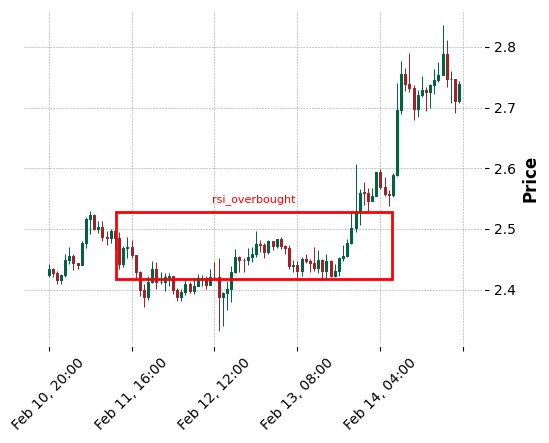 2.8
2.7
rsi_overbought
2.6
2.5
2.4
Price
Feb 10, 20:00
Feb 11, 16:00
Feb 12, 12:00
Feb 13, 08:00
Feb 14, 04:00